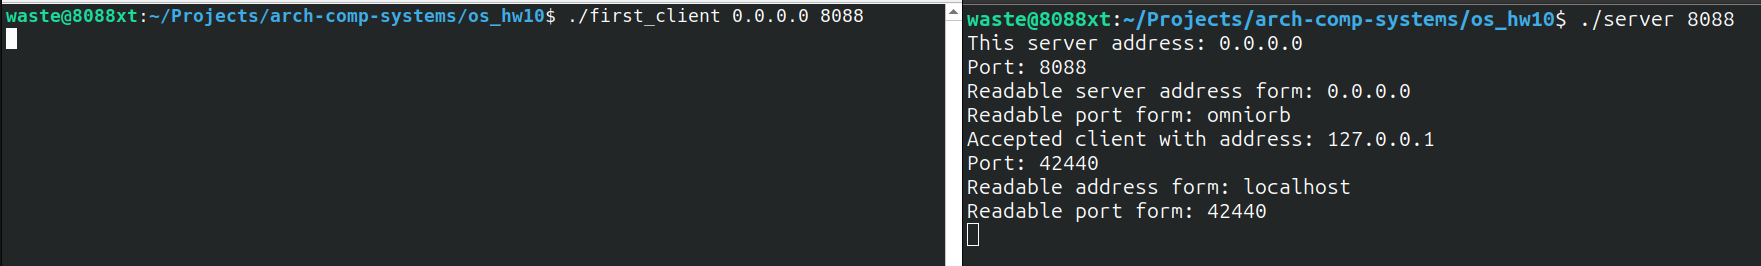 waste@8088xt:~/Projects/arch-comp-systems/os_hw10$ ./first_client 0.0.0.0 8088
waste@8088xt:~/Projects/arch-comp-systems/os_hw10$ ./server 8088
This server address: 0.0.0.0
Port: 8088
Readable server address form: 0.0.0.0
Readable port form: omniorb
Accepted client with address: 127.0.0.1
Port: 42440
Readable address form: localhost
Readable port form: 42440